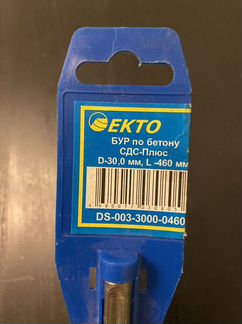 EKTO
БУР по бетону
СДС-Плюс
D-30,0 мм, L -460 мм
DS-003-3000-0460